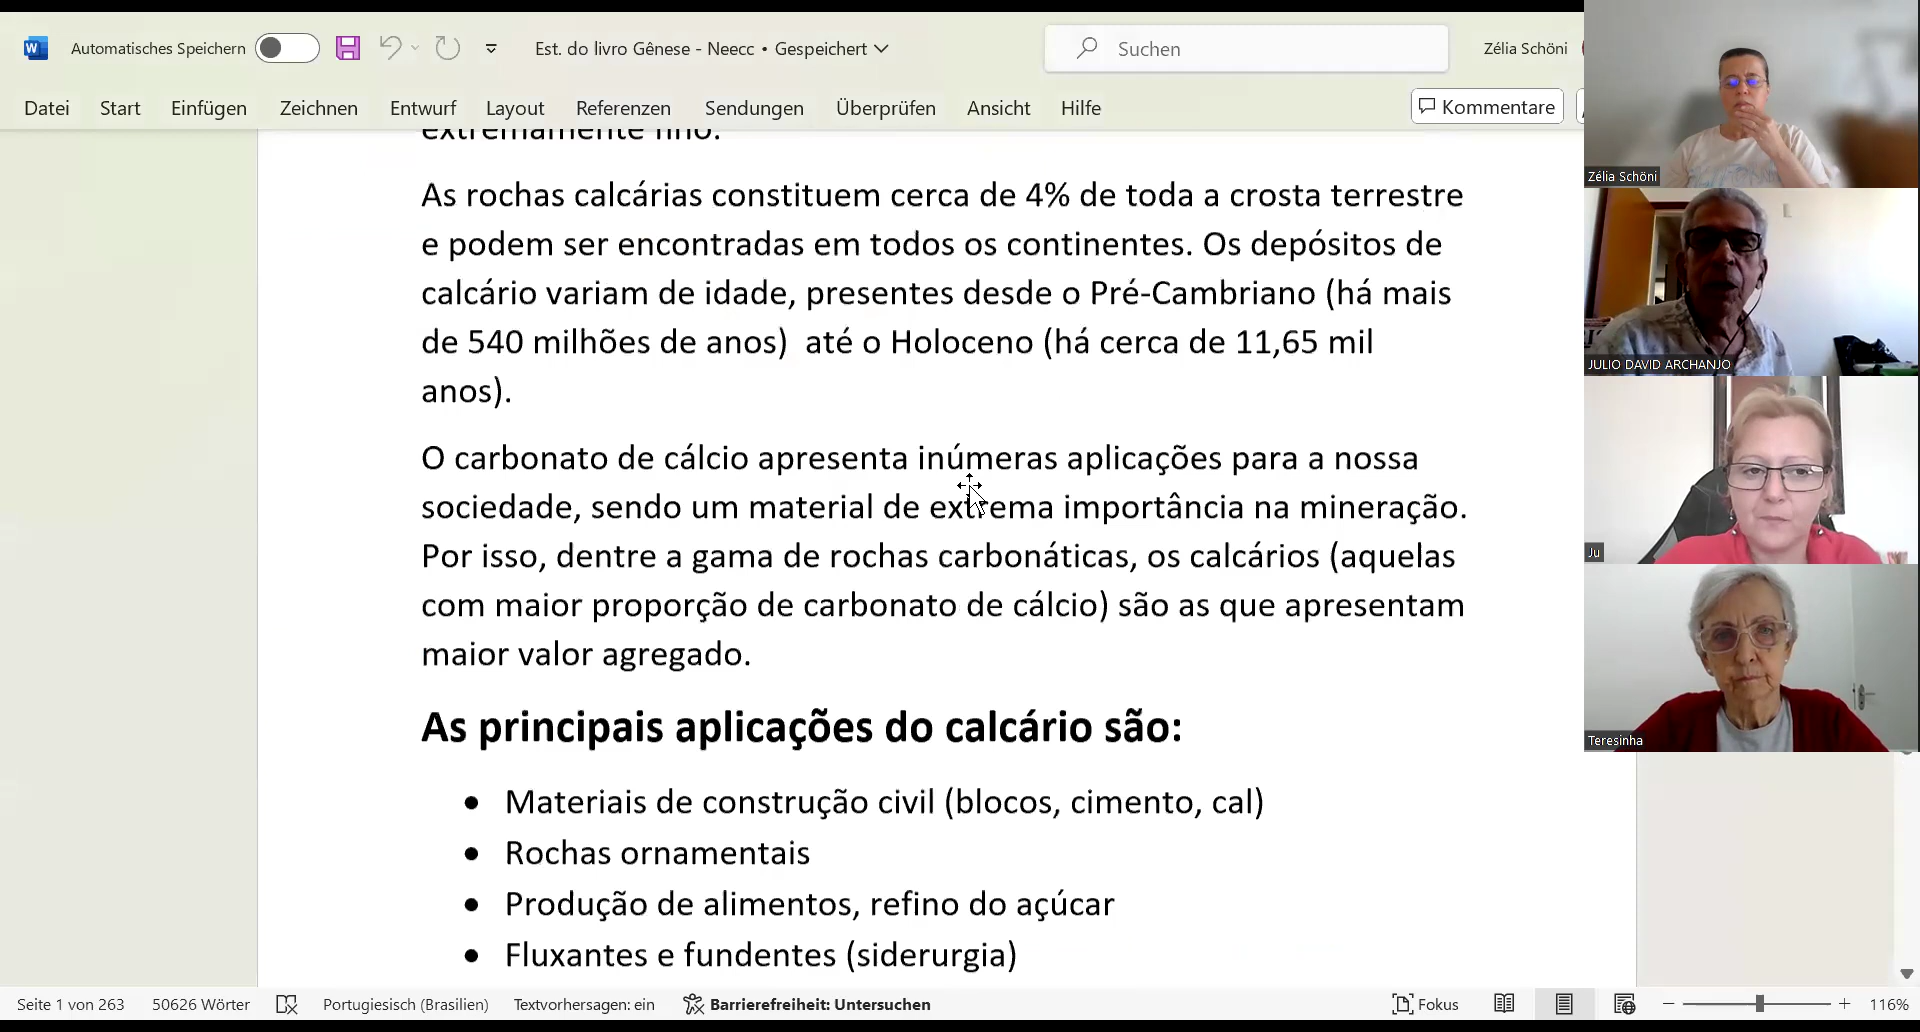 Automatisches Speichern
Est. do livro Gênese - Neecc • Gespeichert
Suchen
Zélia Schöni
Datei Start Einfügen Zeichnen Entwurf Layout Referenzen Sendungen Überprüfen Ansicht Hilfe
Kommentare
extremamente fino.
As rochas calcárias constituem cerca de 4% de toda a crosta terrestre
e podem ser encontradas em todos os continentes. Os depósitos de
calcário variam de idade, presentes desde o Pré-Cambriano (há mais
de 540 milhões de anos)  até o Holoceno (há cerca de 11,65 mil
anos).
O carbonato de cálcio apresenta inúmeras aplicações para a nossa
sociedade, sendo um material de extrema importância na mineração.
Por isso, dentre a gama de rochas carbonáticas, os calcários (aquelas
com maior proporção de carbonato de cálcio) são as que apresentam
maior valor agregado.
As principais aplicações do calcário são:
• Materiais de construção civil (blocos, cimento, cal)
• Rochas ornamentais
• Produção de alimentos, refino do açúcar
• Fluxantes e fundentes (siderurgia)
Zélia Schöni
JULIO DAVID ARCHANJO
Ju
Teresinha
Seite 1 von 263 50626 Wörter Portugiesisch (Brasilien) Textvorhersagen: ein Barrierefreiheit: Untersuchen Fokus 116%